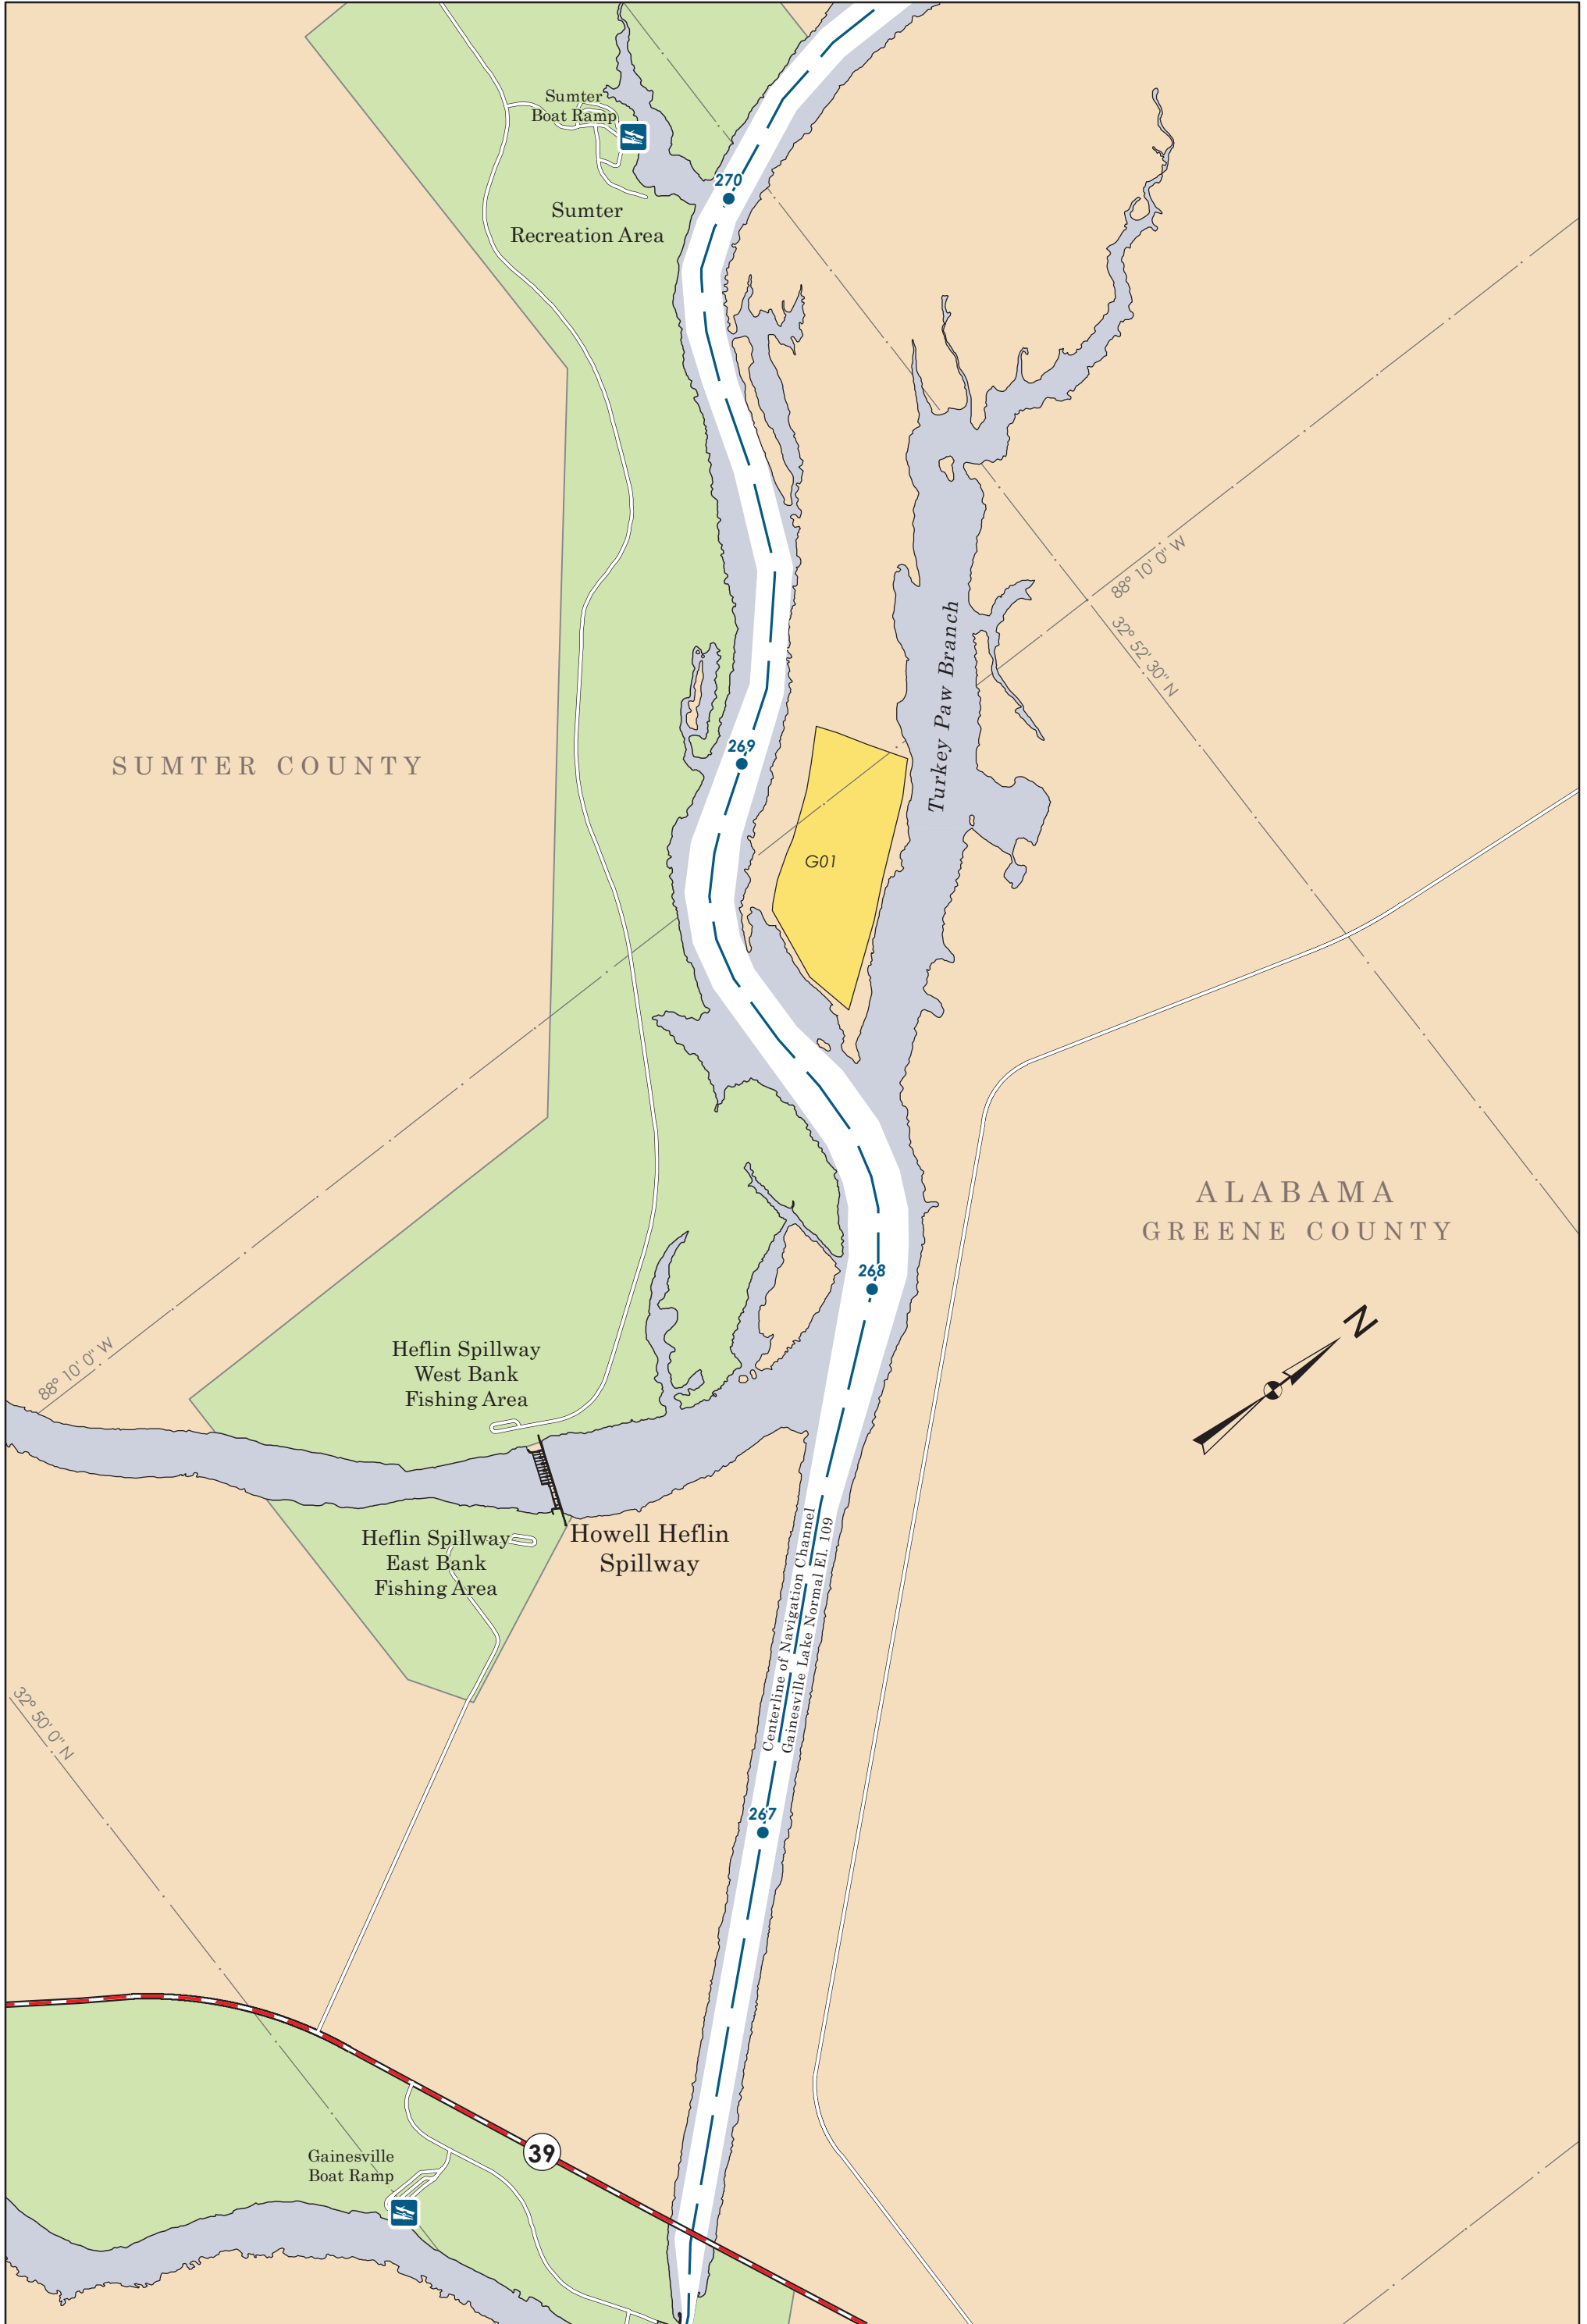 Sumter
Boat Ramp
270
Sumter
Recreation Area
88° 10' 0" W
32° 52' 30" N
Turkey Paw Branch
269
SUMTER COUNTY
G01
ALABAMA
GREENE COUNTY
268
N
88° 10' 0" W
Heflin Spillway
West Bank
Fishing Area
Howell Heflin
Spillway
Heflin Spillway
East Bank
Fishing Area
Centerline of Navigation Channel
Gainesville Lake Normal El. 109
32° 50' 0" N
267
39
Gainesville
Boat Ramp